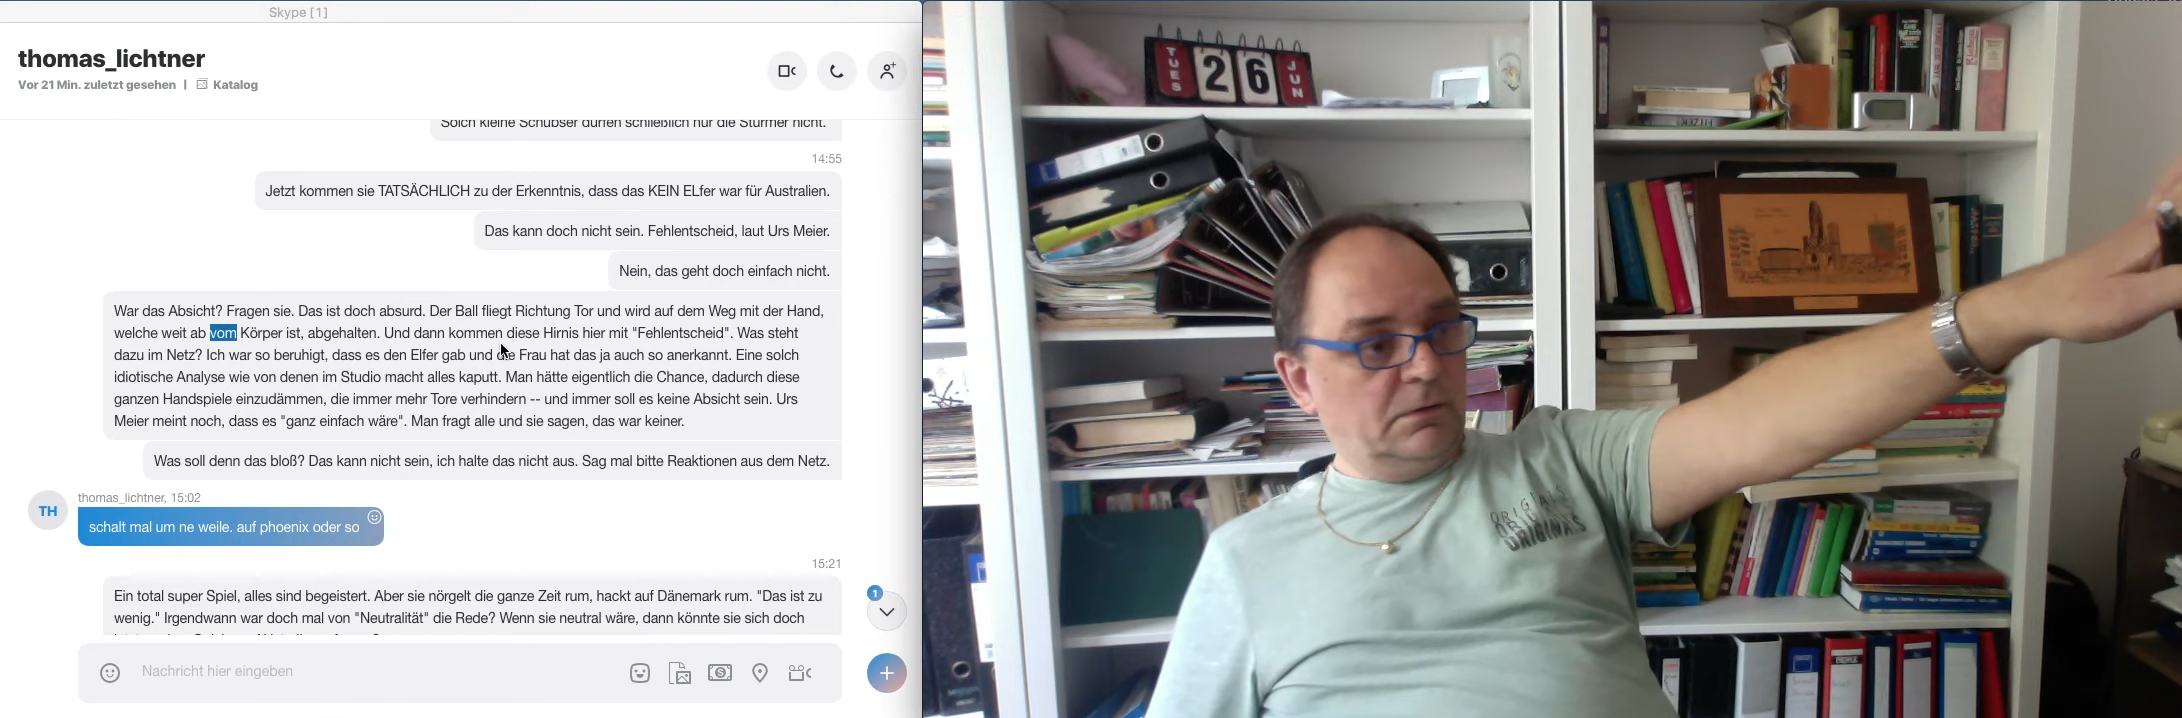 Skype [1]
thomas_lichtner
Vor 21 Min. zuletzt gesehen | Katalog
Solch kleine Schubser dürfen schließlich nur die Stürmer nicht.
14:55
Jetzt kommen sie TATSÄCHLICH zu der Erkenntnis, dass das KEIN ELfer war für Australien.
Das kann doch nicht sein. Fehlentscheid, laut Urs Meier.
Nein, das geht doch einfach nicht.
War das Absicht? Fragen sie. Das ist doch absurd. Der Ball fliegt Richtung Tor und wird auf dem Weg mit der Hand,
welche weit ab vom Körper ist, abgehalten. Und dann kommen diese Hirnis hier mit "Fehlentscheid". Was steht
dazu im Netz? Ich war so beruhigt, dass es den Elfer gab und die Frau hat das ja auch so anerkannt. Eine solch
idiotische Analyse wie von denen im Studio macht alles kaputt. Man hätte eigentlich die Chance, dadurch diese
ganzen Handspiele einzudämmen, die immer mehr Tore verhindern -- und immer soll es keine Absicht sein. Urs
Meier meint noch, dass es "ganz einfach wäre". Man fragt alle und sie sagen, das war keiner.
Was soll denn das bloß? Das kann nicht sein, ich halte das nicht aus. Sag mal bitte Reaktionen aus dem Netz.
TH
thomas_lichtner, 15:02
schalt mal um ne weile. auf phoenix oder so
15:21
Ein total super Spiel, alles sind begeistert. Aber sie nörgelt die ganze Zeit rum, hackt auf Dänemark rum. "Das ist zu
wenig." Irgendwann war doch mal von "Neutralität" die Rede? Wenn sie neutral wäre, dann könnte sie sich doch
1
Nachricht hier eingeben
TUES 26 JUN
ORIGINALS